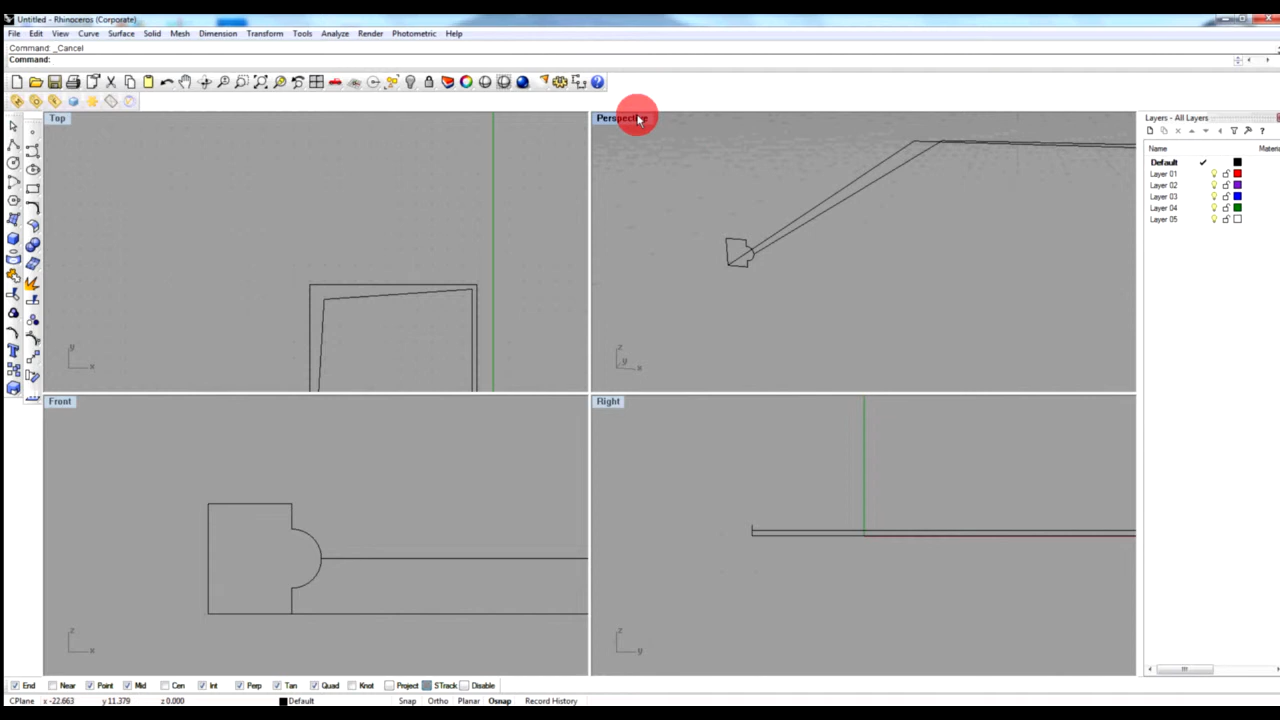 Untitled - Rhinoceros (Corporate)
File Edit View Curve Surface Solid Mesh Dimension Transform Tools Analyze Render Photometric Help
Command: _Cancel
Command:
Top
Perspective
Layers - All Layers
Name Materia
Default
Layer 01
Layer 02
Layer 03
Layer 04
Layer 05
y
x
z
y
x
Front
Right
z
x
z
y
End Near Point Mid Cen Int Perp Tan Quad Knot Project STrack Disable
CPlane x -22.663 y 11.379 z 0.000 Default Snap Ortho Planar Osnap Record History